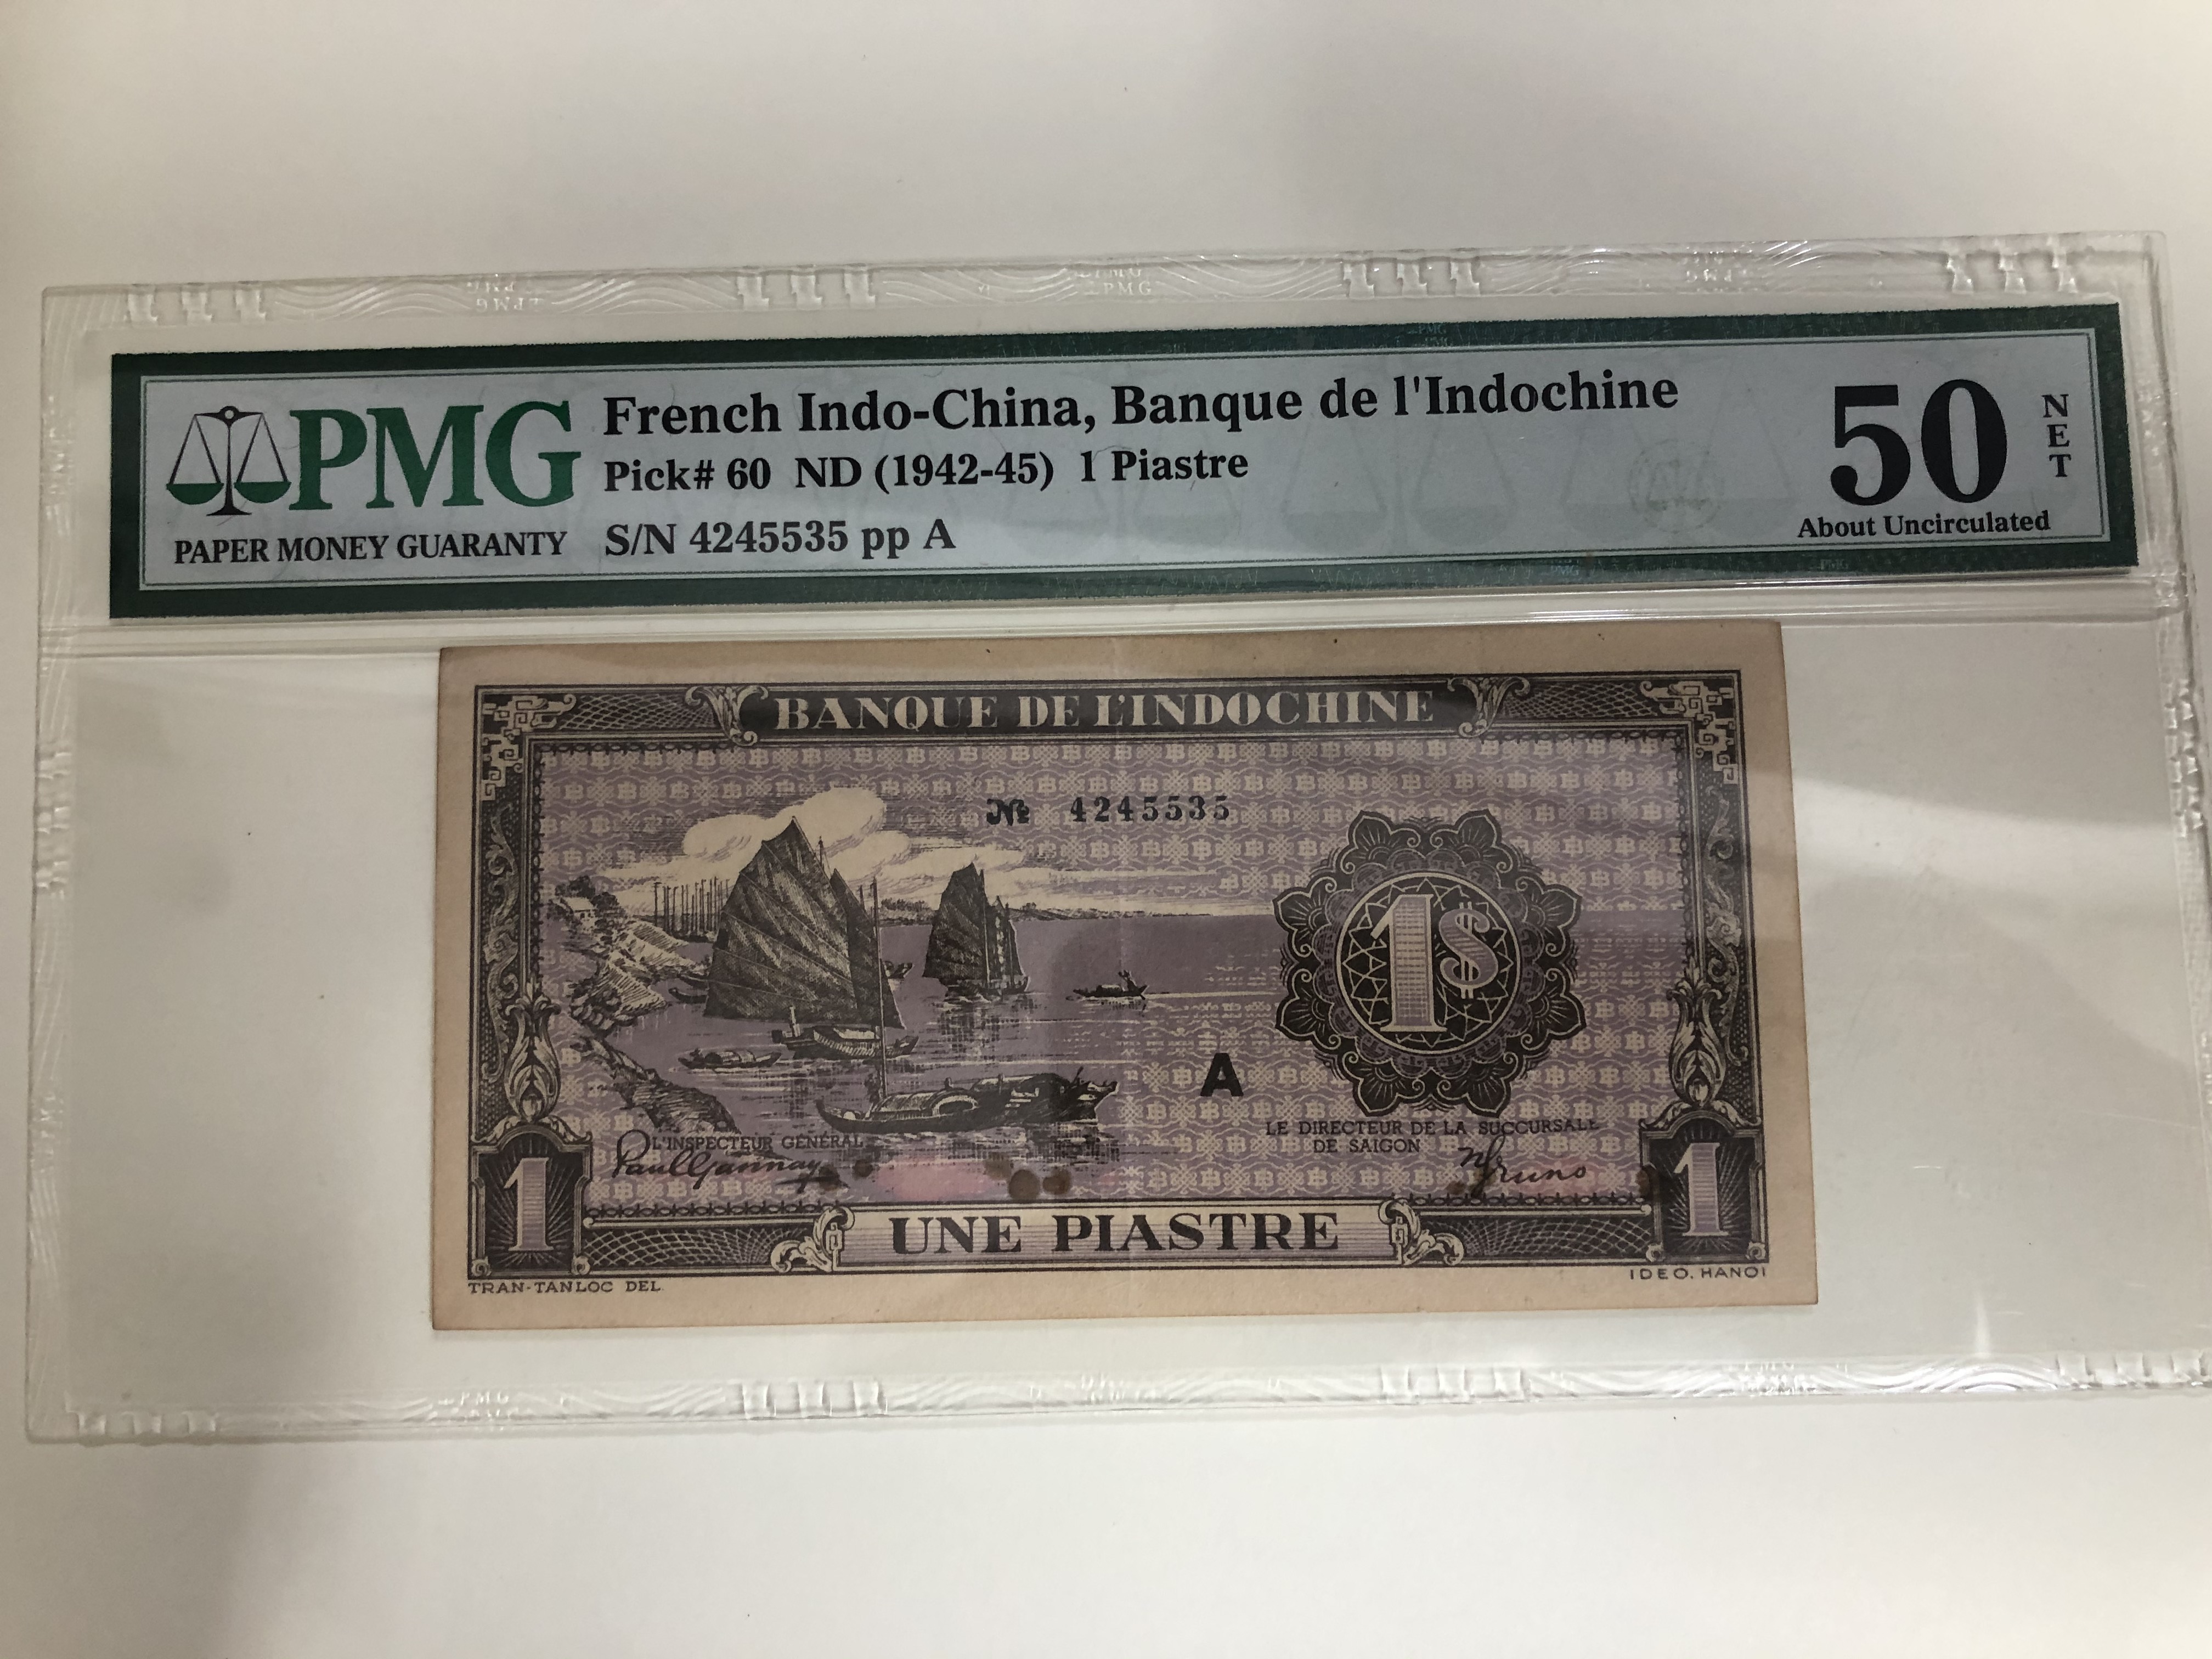 PMG
PAPER MONEY GUARANTY
French Indo-China, Banque de l'Indochine
Pick# 60 ND (1942-45) 1 Piastre
S/N 4245535 pp A
50
NET
About Uncirculated
BANQUE DE L'INDOCHINE
№ 4245535
1$
A
L'INSPECTEUR GÉNÉRAL
Paul Gannay
LE DIRECTEUR DE LA SUCCURSALE
DE SAIGON
1
UNE PIASTRE
1
TRAN-TANLOC DEL.
IDEO. HANOI